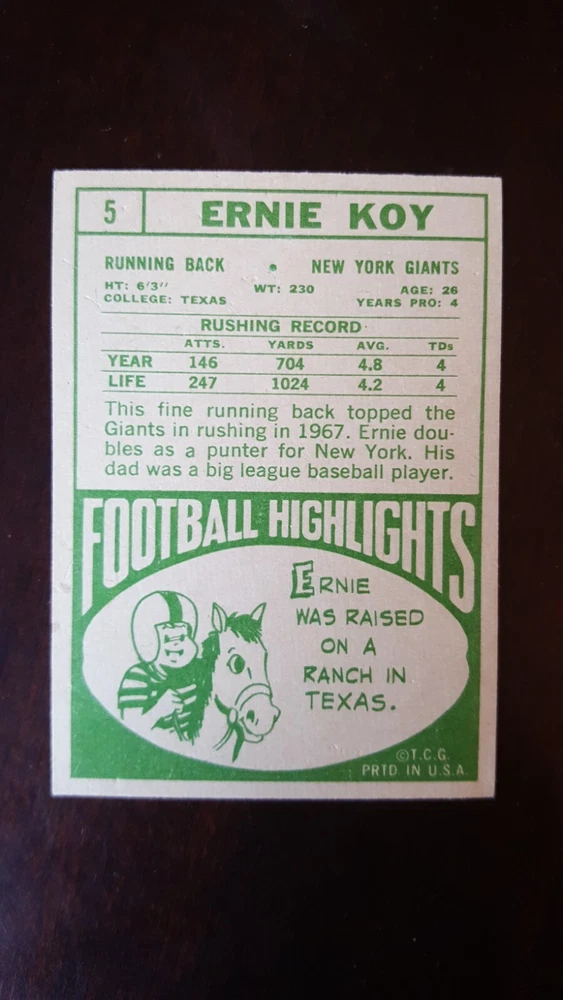 5 ERNIE KOY
RUNNING BACK • NEW YORK GIANTS
HT: 6'3" WT: 230 AGE: 26
COLLEGE: TEXAS YEARS PRO: 4
RUSHING RECORD
ATTS. YARDS AVG. TDs
YEAR 146 704 4.8 4
LIFE 247 1024 4.2 4
This fine running back topped the
Giants in rushing in 1967. Ernie dou-
bles as a punter for New York. His
dad was a big league baseball player.
FOOTBALL HIGHLIGHTS
ERNIE
WAS RAISED
ON A
RANCH IN
TEXAS.
©T.C.G.
PRTD. IN U.S.A.